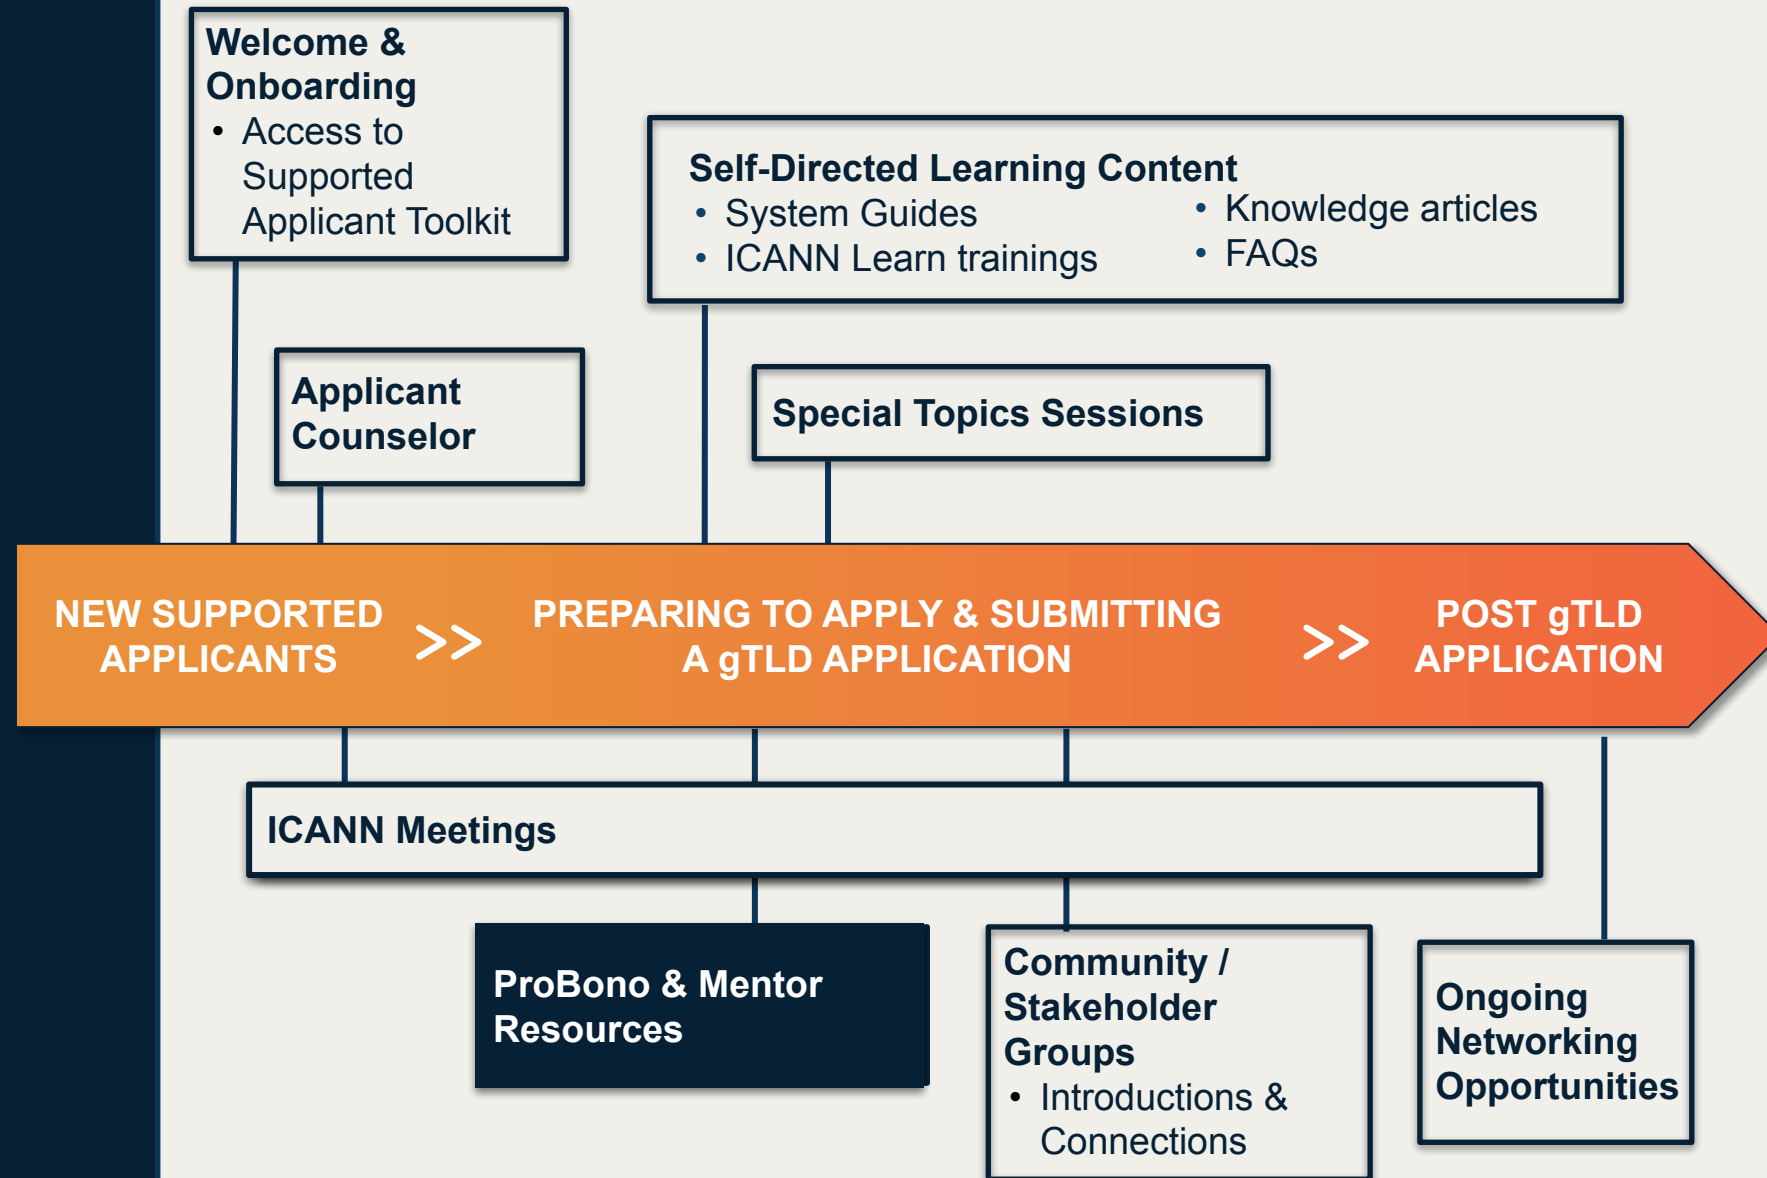 Welcome &
Onboarding
• Access to
Supported
Applicant Toolkit
Self-Directed Learning Content
• System Guides
• ICANN Learn trainings
• Knowledge articles
• FAQs
Applicant
Counselor
Special Topics Sessions
NEW SUPPORTED
APPLICANTS
>>
PREPARING TO APPLY & SUBMITTING
A gTLD APPLICATION
>>
POST gTLD
APPLICATION
ICANN Meetings
ProBono & Mentor
Resources
Community /
Stakeholder
Groups
• Introductions &
Connections
Ongoing
Networking
Opportunities